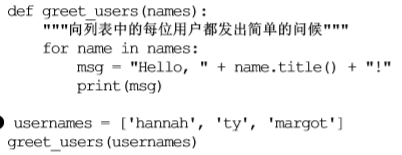 def greet_users(names):
    """向列表中的每位用户都发出简单的问候"""
    for name in names:
        msg = "Hello, " + name.title() + "!"
        print(msg)
usernames = ['hannah', 'ty', 'margot']
greet_users(usernames)